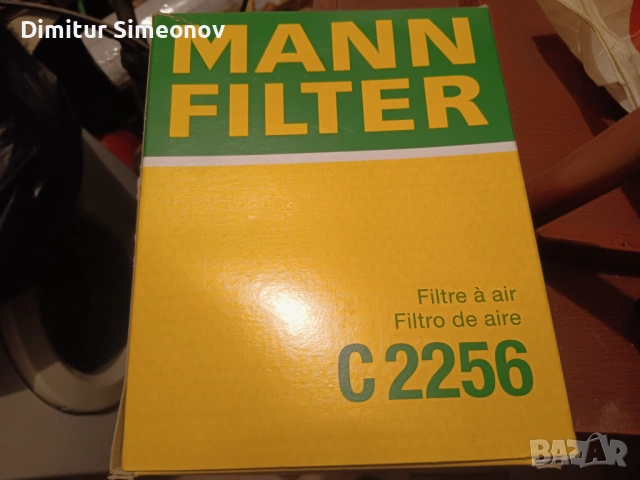 Dimitur Simeonov
MANN
FILTER
Filtre à air
Filtro de aire
C 2256
BAZAR